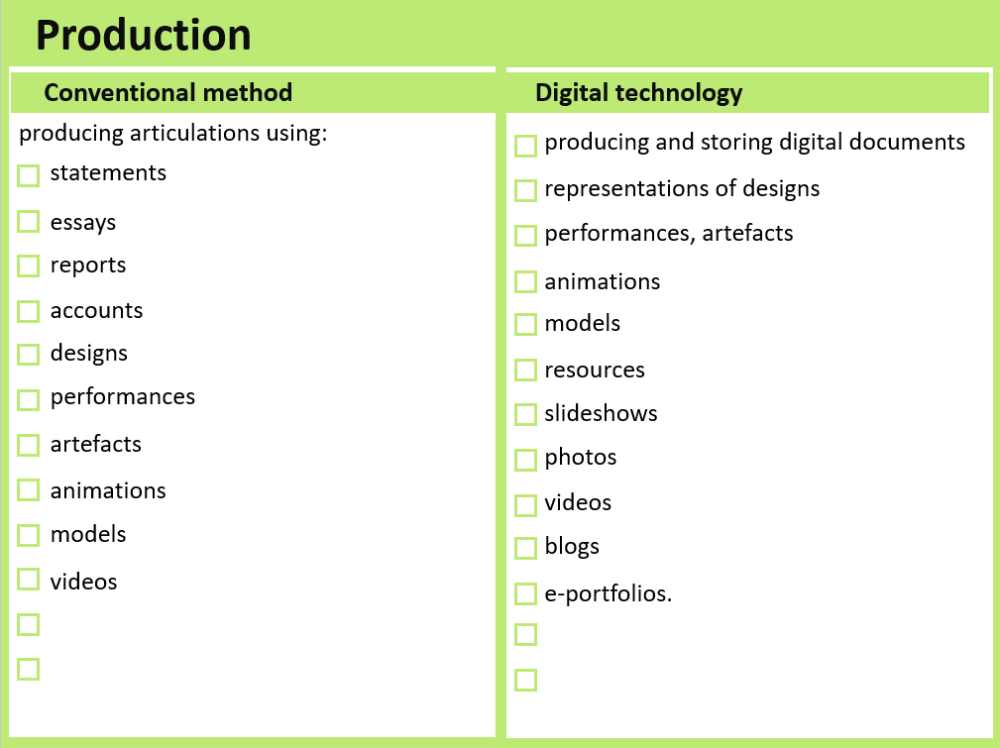 Production
Conventional method
producing articulations using:
statements
essays
reports
accounts
designs
performances
artefacts
animations
models
videos
Digital technology
producing and storing digital documents
representations of designs
performances, artefacts
animations
models
resources
slideshows
photos
videos
blogs
e-portfolios.